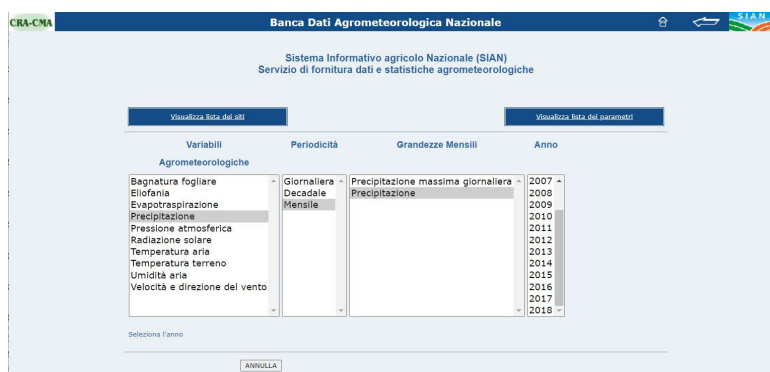 CRA-CMA
Banca Dati Agrometeorologica Nazionale
SIAN
Sistema Informativo agricolo Nazionale (SIAN)
Servizio di fornitura dati e statistiche agrometeorologiche
Visualizza lista dei siti
Visualizza lista dei parametri
Variabili
Agrometeorologiche
Periodicità
Grandezze Mensili
Anno
Bagnatura fogliare
Eliofania
Evapotraspirazione
Precipitazione
Pressione atmosferica
Radiazione solare
Temperatura aria
Temperatura terreno
Umidità aria
Velocità e direzione del vento
Giornaliera
Decadale
Mensile
Precipitazione massima giornaliera
Precipitazione
2007
2008
2009
2010
2011
2012
2013
2014
2015
2016
2017
2018
Seleziona l'anno
ANNULLA